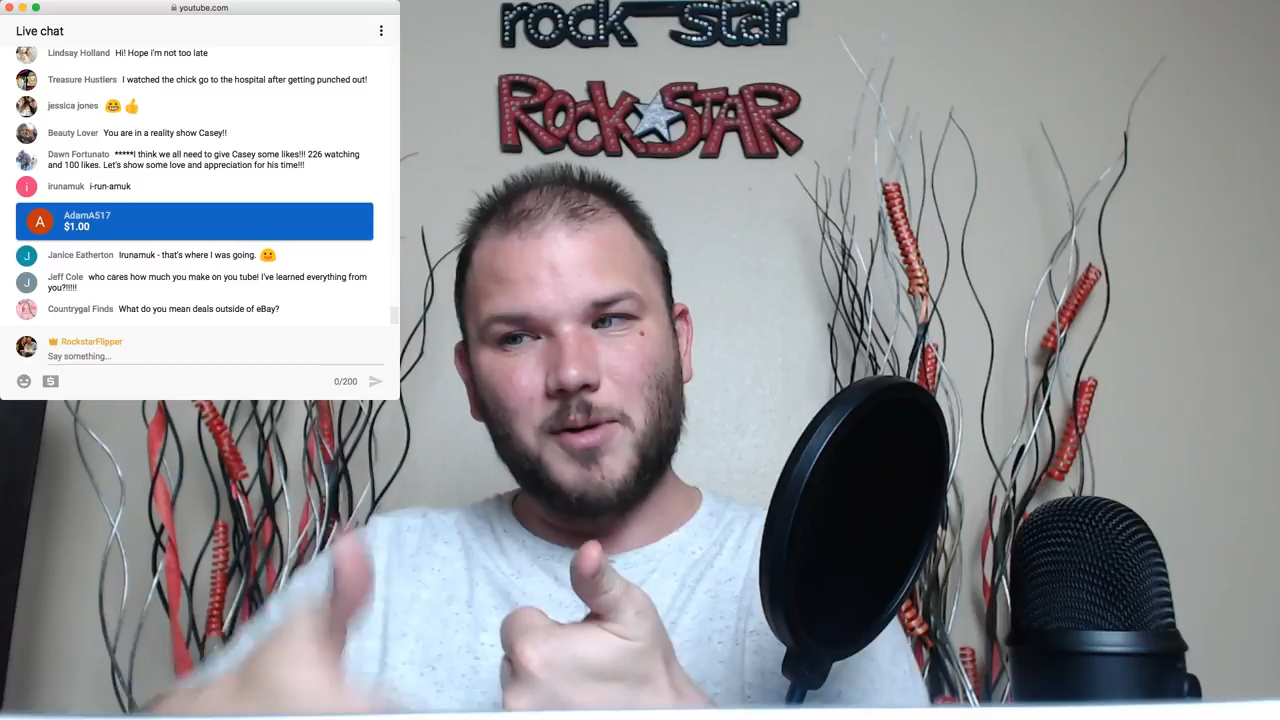 youtube.com
Live chat
Lindsay Holland Hi! Hope i'm not too late
Treasure Hustlers I watched the chick go to the hospital after getting punched out!
jessica jones
Beauty Lover You are in a reality show Casey!!
Dawn Fortunato *****I think we all need to give Casey some likes!!! 226 watching
and 100 likes. Let's show some love and appreciation for his time!!!
i irunamuk i-run-amuk
A AdamA517
$1.00
J Janice Eatherton Irunamuk - that's where I was going.
J Jeff Cole who cares how much you make on you tube! i've learned everything from
you?!!!!!
Countrygal Finds What do you mean deals outside of eBay?
RockstarFlipper
Say something...
0/200
rock star
ROCKSTAR